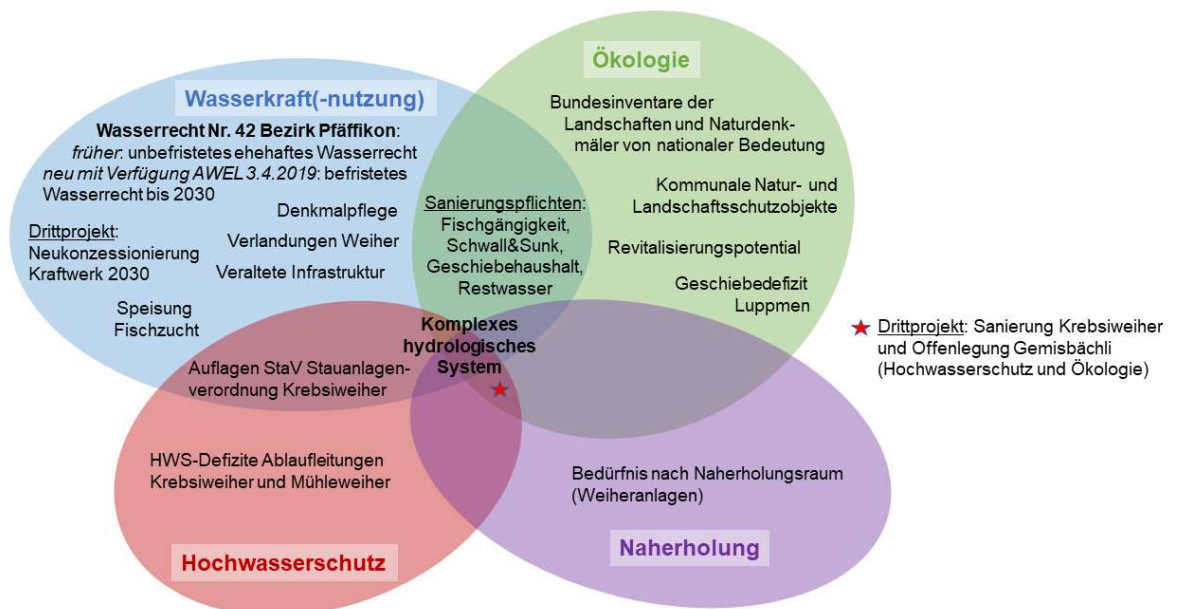 Ökologie
Bundesinventare der
Landschaften und Naturdenk-
mäler von nationaler Bedeutung
Kommunale Natur- und
Landschaftsschutzobjekte
Revitalisierungspotential
Geschiebedefizit
Luppmen
Wasserkraft(-nutzung)
Wasserrecht Nr. 42 Bezirk Pfäffikon:
früher: unbefristetes ehehaftes Wasserrecht
neu mit Verfügung AWEL 3.4.2019: befristetes
Wasserrecht bis 2030
Denkmalpflege
Drittprojekt:
Neukonzessionierung
Kraftwerk 2030
Verlandungen Weiher
Veraltete Infrastruktur
Speisung
Fischzucht
Sanierungspflichten:
Fischgängigkeit,
Schwall&Sunk,
Geschiebehaushalt,
Restwasser
Komplexes
hydrologisches
System
Auflagen StaV Stauanlagen-
verordnung Krebsiweiher
Drittprojekt: Sanierung Krebsiweiher
und Offenlegung Gemisbächli
(Hochwasserschutz und Ökologie)
HWS-Defizite Ablaufleitungen
Krebsiweiher und Mühleweiher
Hochwasserschutz
Bedürfnis nach Naherholungsraum
(Weiheranlagen)
Naherholung